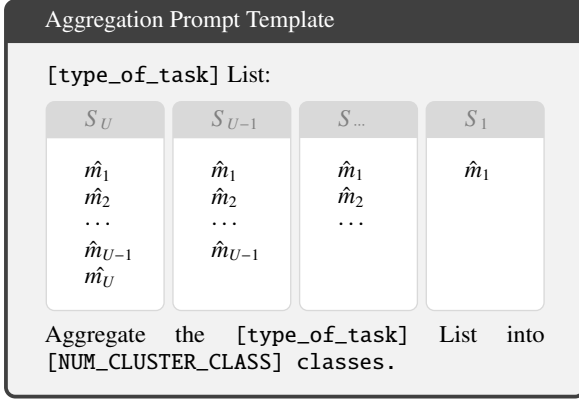 Aggregation Prompt Template
[type_of_task] List:
S_U S_{U−1} S_{...} S_1
m̂_1 m̂_1 m̂_1 m̂_1
m̂_2 m̂_2 m̂_2
... ... ...
m̂_{U−1} m̂_{U−1}
m̂_U
Aggregate the [type_of_task] List into
[NUM_CLUSTER_CLASS] classes.